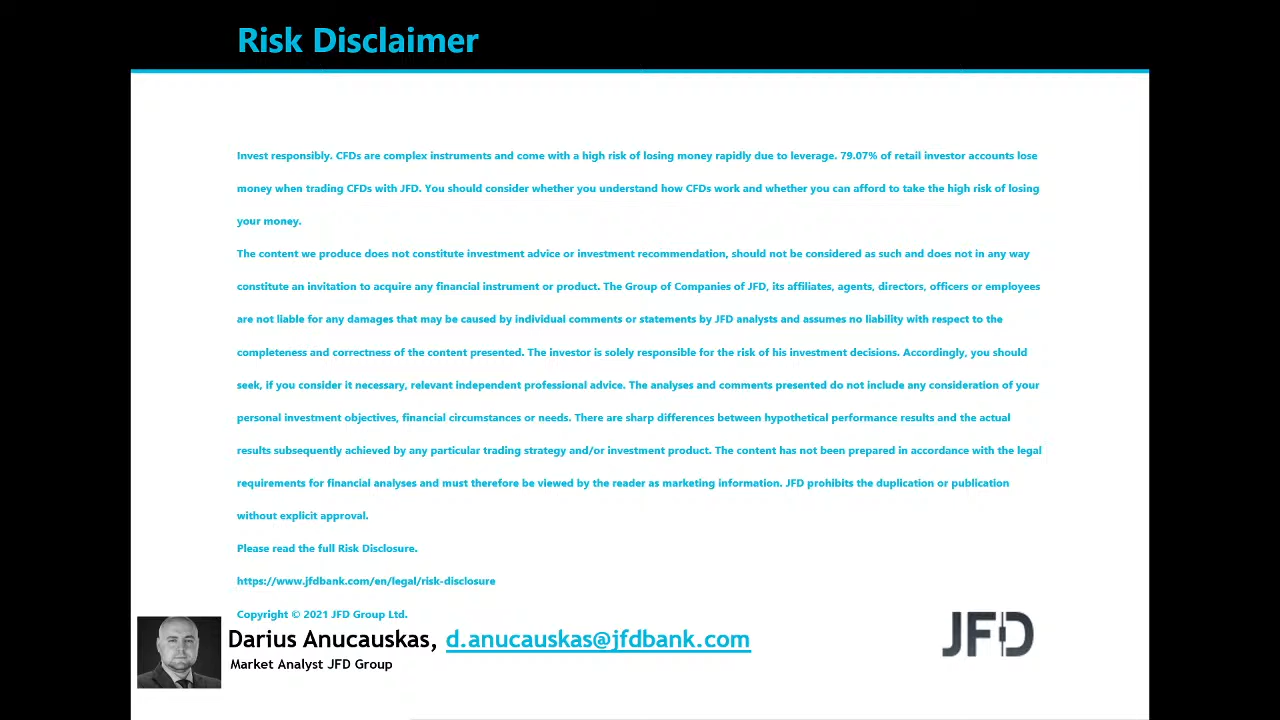 Risk Disclaimer
Invest responsibly. CFDs are complex instruments and come with a high risk of losing money rapidly due to leverage. 79.07% of retail investor accounts lose
money when trading CFDs with JFD. You should consider whether you understand how CFDs work and whether you can afford to take the high risk of losing
your money.
The content we produce does not constitute investment advice or investment recommendation, should not be considered as such and does not in any way
constitute an invitation to acquire any financial instrument or product. The Group of Companies of JFD, its affiliates, agents, directors, officers or employees
are not liable for any damages that may be caused by individual comments or statements by JFD analysts and assumes no liability with respect to the
completeness and correctness of the content presented. The investor is solely responsible for the risk of his investment decisions. Accordingly, you should
seek, if you consider it necessary, relevant independent professional advice. The analyses and comments presented do not include any consideration of your
personal investment objectives, financial circumstances or needs. There are sharp differences between hypothetical performance results and the actual
results subsequently achieved by any particular trading strategy and/or investment product. The content has not been prepared in accordance with the legal
requirements for financial analyses and must therefore be viewed by the reader as marketing information. JFD prohibits the duplication or publication
without explicit approval.
Please read the full Risk Disclosure.
https://www.jfdbank.com/en/legal/risk-disclosure
Copyright © 2021 JFD Group Ltd.
Darius Anucauskas, d.anucauskas@jfdbank.com
Market Analyst JFD Group
JFD